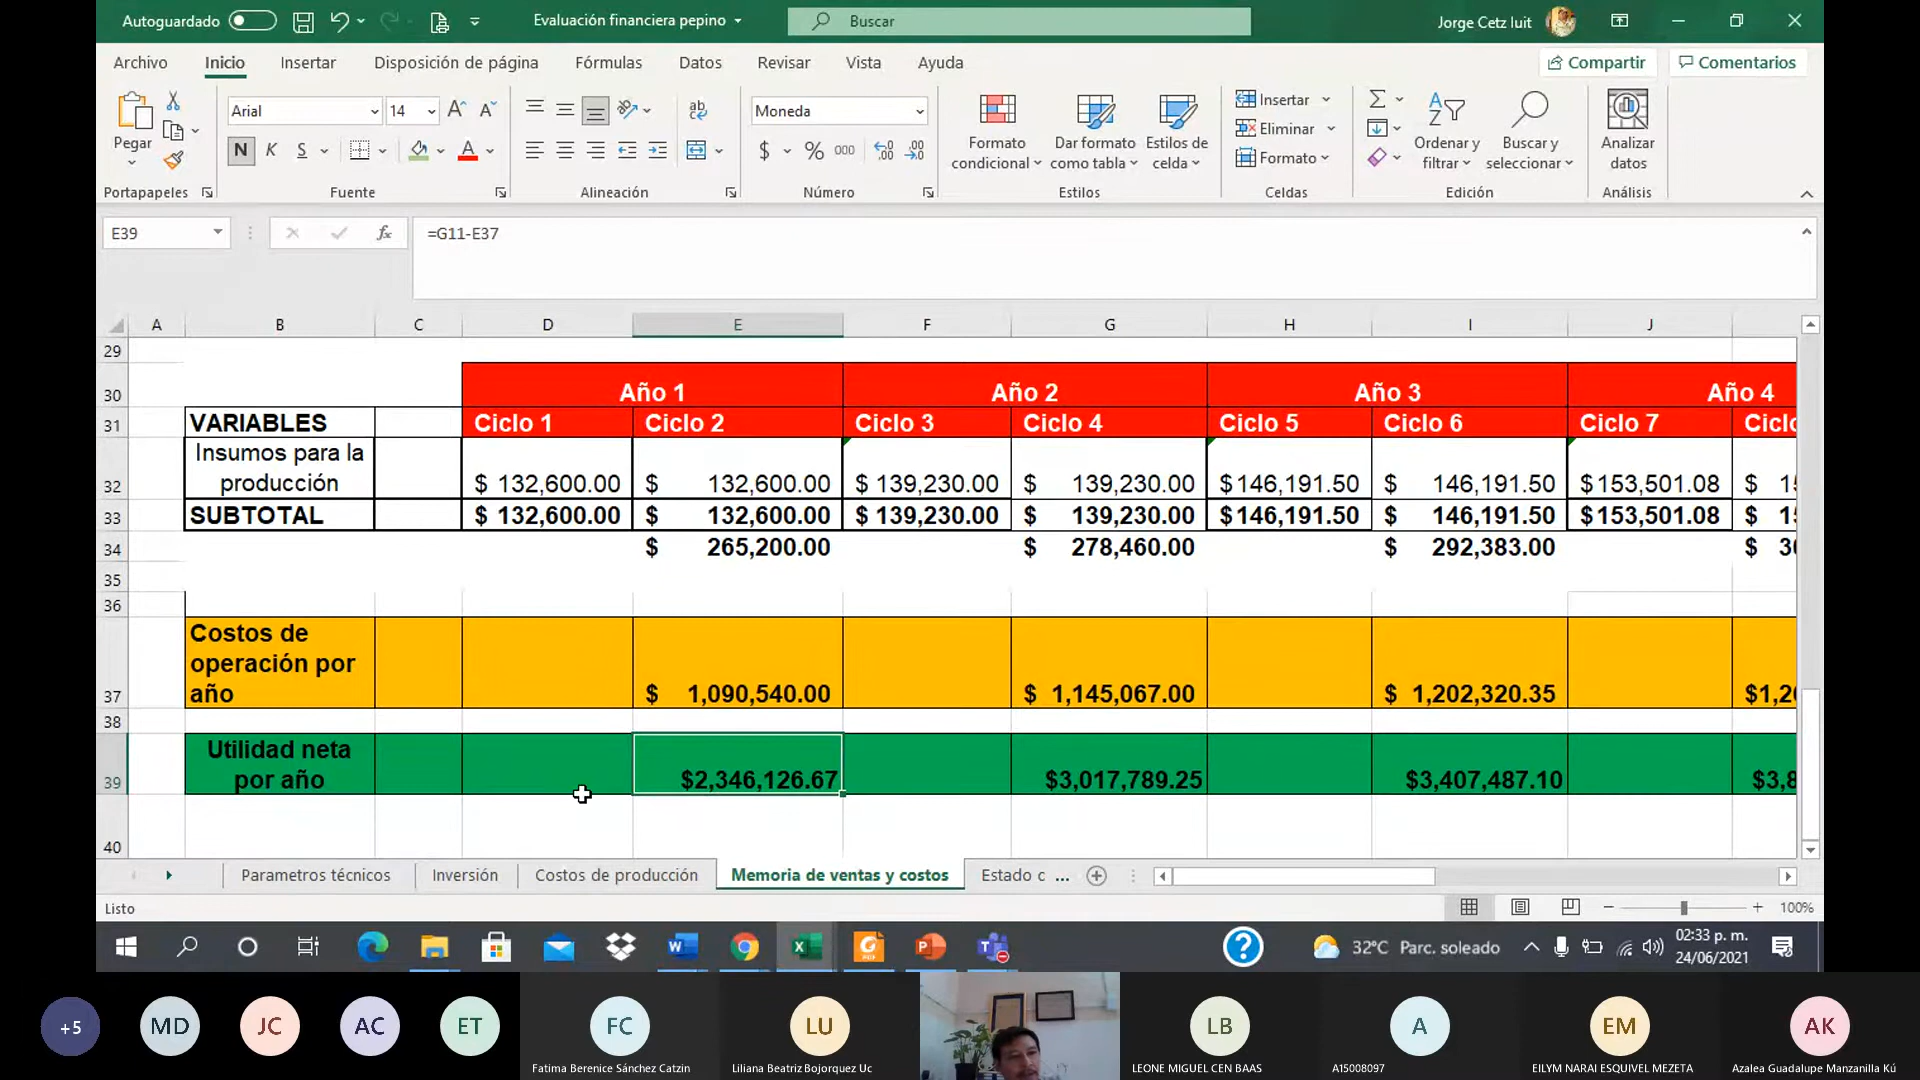 Autoguardado
Evaluación financiera pepino
Buscar
Jorge Cetz luit
Archivo Inicio Insertar Disposición de página Fórmulas Datos Revisar Vista Ayuda
Compartir Comentarios
Pegar
Portapapeles
Arial 14
N K S
Fuente
Alineación
Moneda
$ % 000
Número
Formato condicional
Dar formato como tabla
Estilos de celda
Estilos
Insertar
Eliminar
Formato
Celdas
Ordenar y filtrar
Buscar y seleccionar
Edición
Analizar datos
Análisis
E39 fx =G11-E37
A B C D E F G H I J
29
30 Año 1 Año 2 Año 3 Año 4
31 VARIABLES Ciclo 1 Ciclo 2 Ciclo 3 Ciclo 4 Ciclo 5 Ciclo 6 Ciclo 7 Ciclo
32 Insumos para la producción $ 132,600.00 $ 132,600.00 $ 139,230.00 $ 139,230.00 $146,191.50 $ 146,191.50 $153,501.08 $ 15
33 SUBTOTAL $ 132,600.00 $ 132,600.00 $ 139,230.00 $ 139,230.00 $146,191.50 $ 146,191.50 $153,501.08 $ 15
34 $ 265,200.00 $ 278,460.00 $ 292,383.00 $ 30
35
36
37 Costos de operación por año $ 1,090,540.00 $ 1,145,067.00 $ 1,202,320.35 $1,26
38
39 Utilidad neta por año $2,346,126.67 $3,017,789.25 $3,407,487.10 $3,8
40
Parametros técnicos Inversión Costos de producción Memoria de ventas y costos Estado c ...
Listo
100%
32°C Parc. soleado
02:33 p. m.
24/06/2021
+5 MD JC AC ET FC LU LB A EM AK
Fatima Berenice Sánchez Catzin
Liliana Beatriz Bojorquez Uc
LEONE MIGUEL CEN BAAS
A15008097
EILYM NARAI ESQUIVEL MEZETA
Azalea Guadalupe Manzanilla Kú